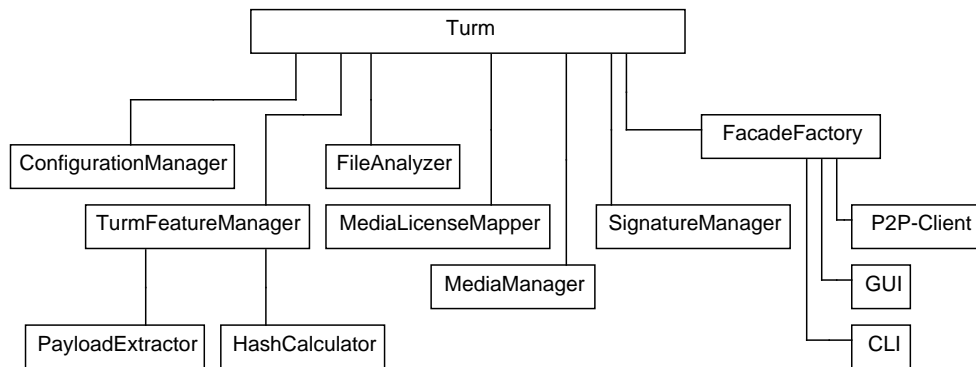 Turm
FacadeFactory
ConfigurationManager
FileAnalyzer
TurmFeatureManager
MediaLicenseMapper
SignatureManager
P2P-Client
MediaManager
GUI
PayloadExtractor
HashCalculator
CLI